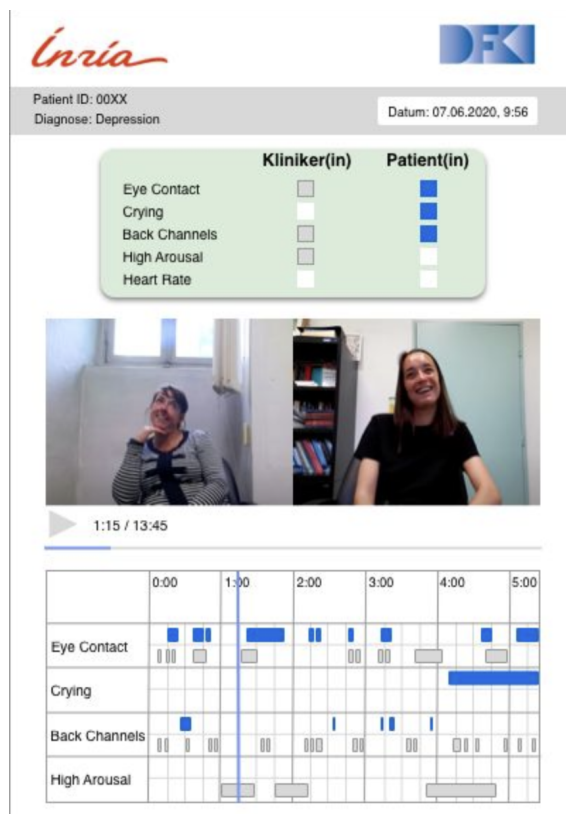 Inria
DFKI
Patient ID: 00XX
Diagnose: Depression
Datum: 07.06.2020, 9:56
Kliniker(in) Patient(in)
Eye Contact
Crying
Back Channels
High Arousal
Heart Rate
1:15 / 13:45
0:00 1:00 2:00 3:00 4:00 5:00
Eye Contact
Crying
Back Channels
High Arousal